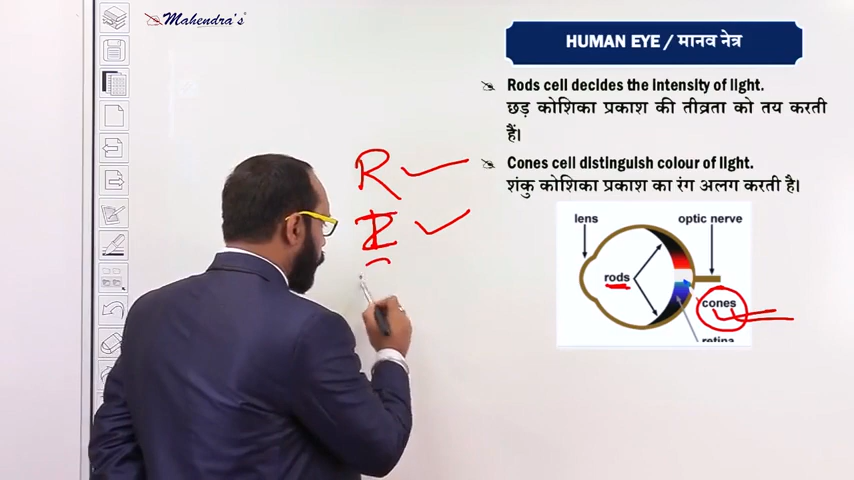 Mahendra's
HUMAN EYE / मानव नेत्र
Rods cell decides the intensity of light.
छड़ कोशिका प्रकाश की तीव्रता को तय करती
हैं।
Cones cell distinguish colour of light.
शंकु कोशिका प्रकाश का रंग अलग करती है।
lens
optic nerve
rods
cones
retina
R